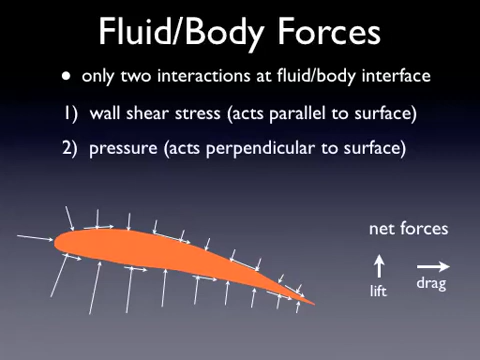 Fluid/Body Forces
• only two interactions at fluid/body interface
1) wall shear stress (acts parallel to surface)
2) pressure (acts perpendicular to surface)
net forces
lift
drag